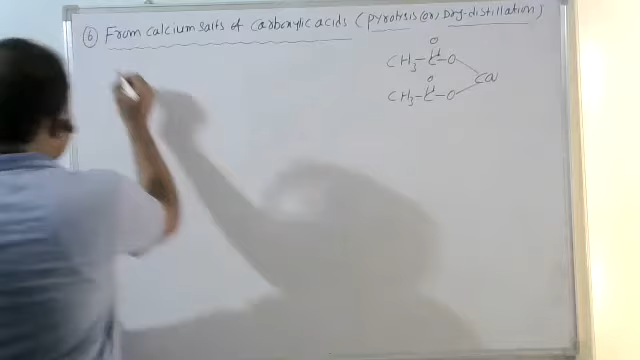 ⑥ From calcium salts of carboxylic acids (pyrolysis (or) Dry-distillation)
O
CH3-C-O
Ca
O
CH3-C-O